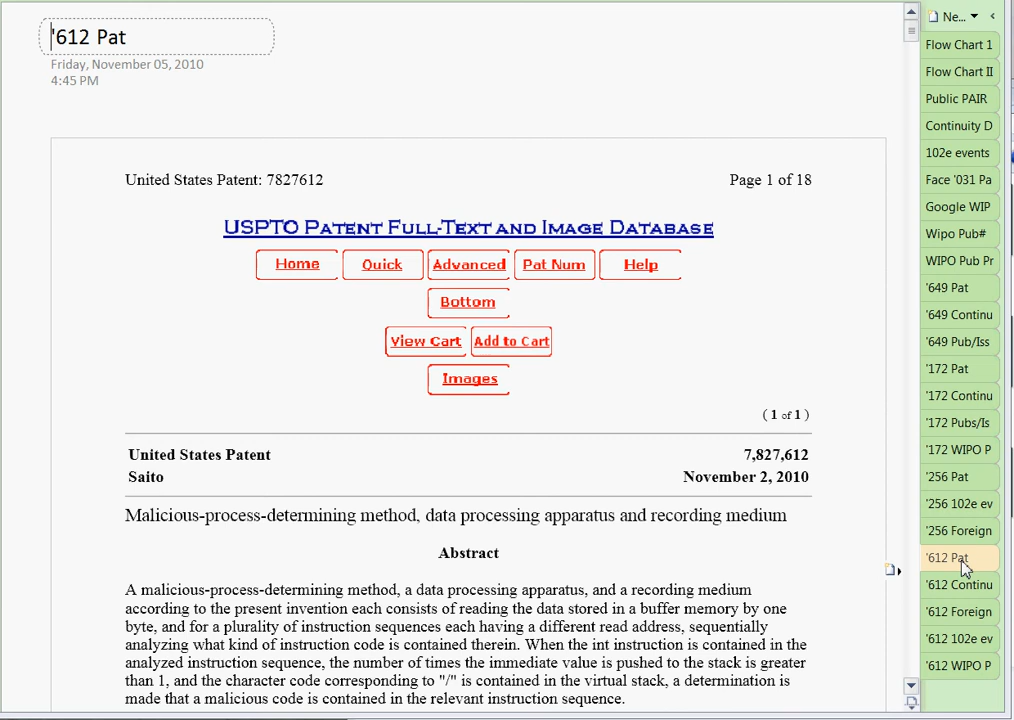 '612 Pat
Friday, November 05, 2010
4:45 PM
United States Patent: 7827612
Page 1 of 18
USPTO Patent Full-Text and Image Database
Home Quick Advanced Pat Num Help
Bottom
View Cart Add to Cart
Images
( 1 of 1 )
United States Patent 7,827,612
Saito November 2, 2010
Malicious-process-determining method, data processing apparatus and recording medium
Abstract
A malicious-process-determining method, a data processing apparatus, and a recording medium
according to the present invention each consists of reading the data stored in a buffer memory by one
byte, and for a plurality of instruction sequences each having a different read address, sequentially
analyzing what kind of instruction code is contained therein. When the int instruction is contained in the
analyzed instruction sequence, the number of times the immediate value is pushed to the stack is greater
than 1, and the character code corresponding to "/" is contained in the virtual stack, a determination is
made that a malicious code is contained in the relevant instruction sequence.
Ne...
Flow Chart 1
Flow Chart II
Public PAIR
Continuity D
102e events
Face '031 Pa
Google WIP
Wipo Pub#
WIPO Pub Pr
'649 Pat
'649 Continu
'649 Pub/Iss
'172 Pat
'172 Continu
'172 Pubs/Is
'172 WIPO P
'256 Pat
'256 102e ev
'256 Foreign
'612 Pat
'612 Continu
'612 Foreign
'612 102e ev
'612 WIPO P